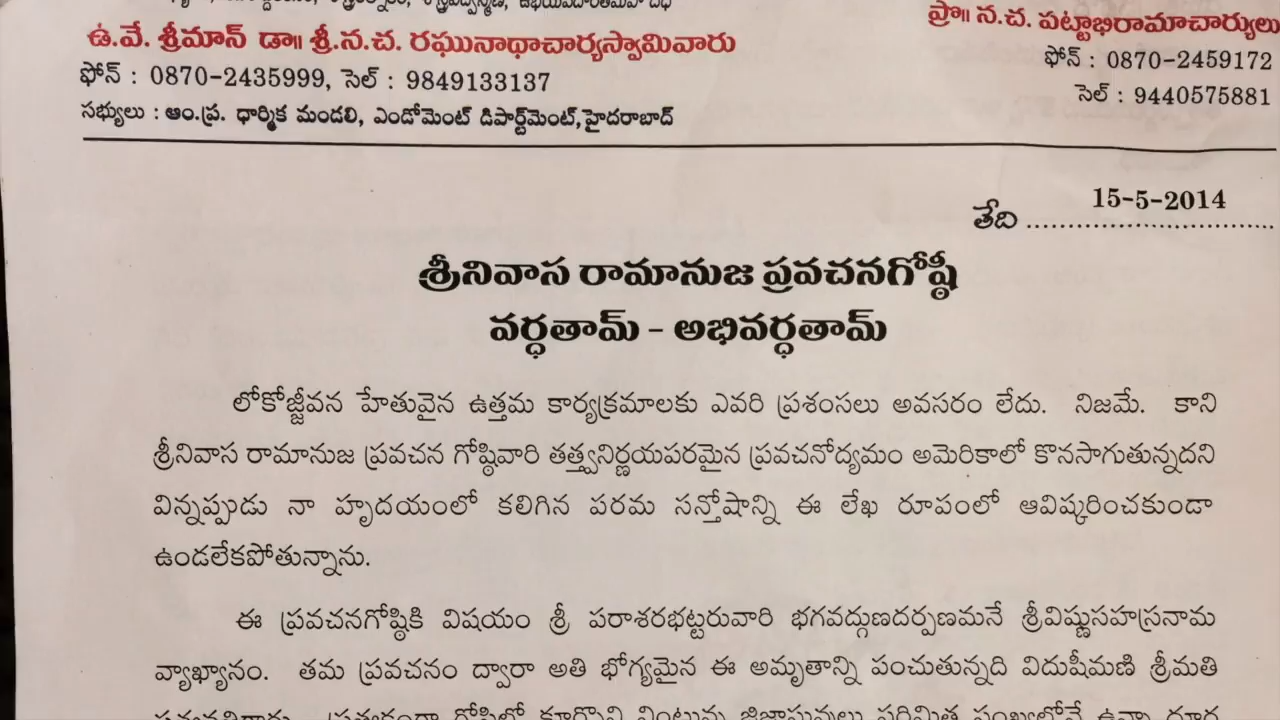 ఉ.వే. శ్రీమాన్ డా॥ శ్రీ.న.చ. రఘునాథాచార్యస్వామివారు
ఫోన్ : 0870-2435999, సెల్ : 9849133137
సభ్యులు : ఆం.ప్ర. ధార్మిక మండలి, ఎండోమెంట్ డిపార్ట్‌మెంట్,హైదరాబాద్
ప్రొ॥ న.చ. పట్టాభిరామాచార్యులు
ఫోన్ : 0870-2459172
సెల్ : 9440575881
తేది 15-5-2014
శ్రీనివాస రామానుజ ప్రవచనగోష్ఠీ
వర్ధతామ్ - అభివర్ధతామ్
లోకోజ్జీవన హేతువైన ఉత్తమ కార్యక్రమాలకు ఎవరి ప్రశంసలు అవసరం లేదు. నిజమే. కాని
శ్రీనివాస రామానుజ ప్రవచన గోష్ఠివారి తత్త్వనిర్ణయపరమైన ప్రవచనోద్యమం అమెరికాలో కొనసాగుతున్నదని
విన్నప్పుడు నా హృదయంలో కలిగిన పరమ సన్తోషాన్ని ఈ లేఖ రూపంలో ఆవిష్కరించకుండా
ఉండలేకపోతున్నాను.
ఈ ప్రవచనగోష్ఠికి విషయం శ్రీ పరాశరభట్టరువారి భగవద్గుణదర్పణమనే శ్రీవిష్ణుసహస్రనామ
వ్యాఖ్యానం. తమ ప్రవచనం ద్వారా అతి భోగ్యమైన ఈ అమృతాన్ని పంచుతున్నది విదుషీమణి శ్రీమతి